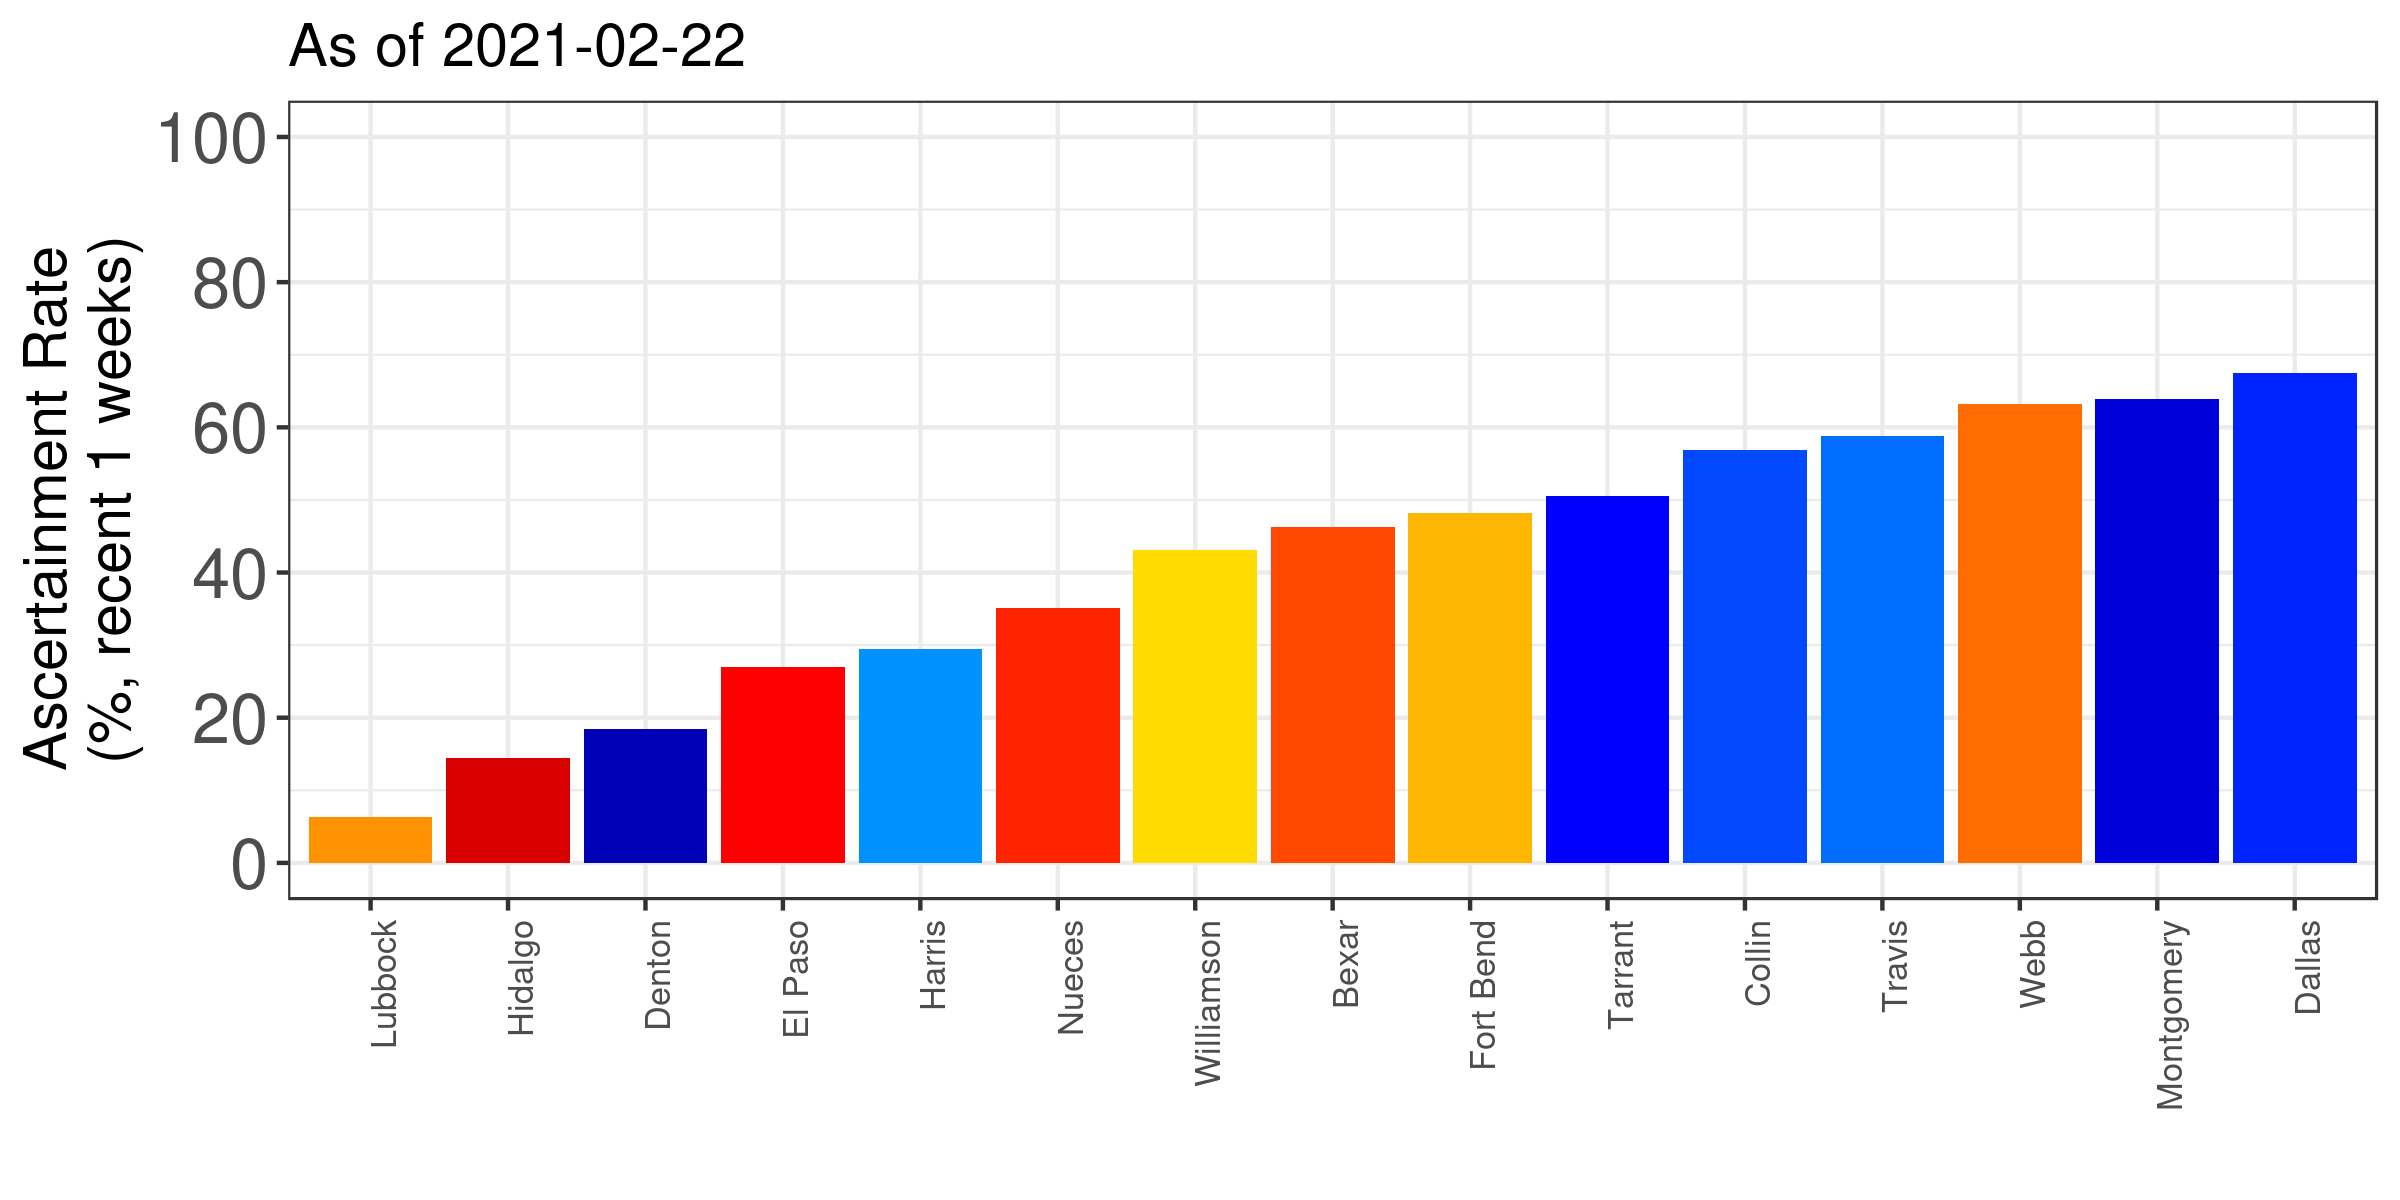 As of 2021-02-22
Ascertainment Rate
(%, recent 1 weeks)
100
80
60
40
20
0
Lubbock
Hidalgo
Denton
El Paso
Harris
Nueces
Williamson
Bexar
Fort Bend
Tarrant
Collin
Travis
Webb
Montgomery
Dallas